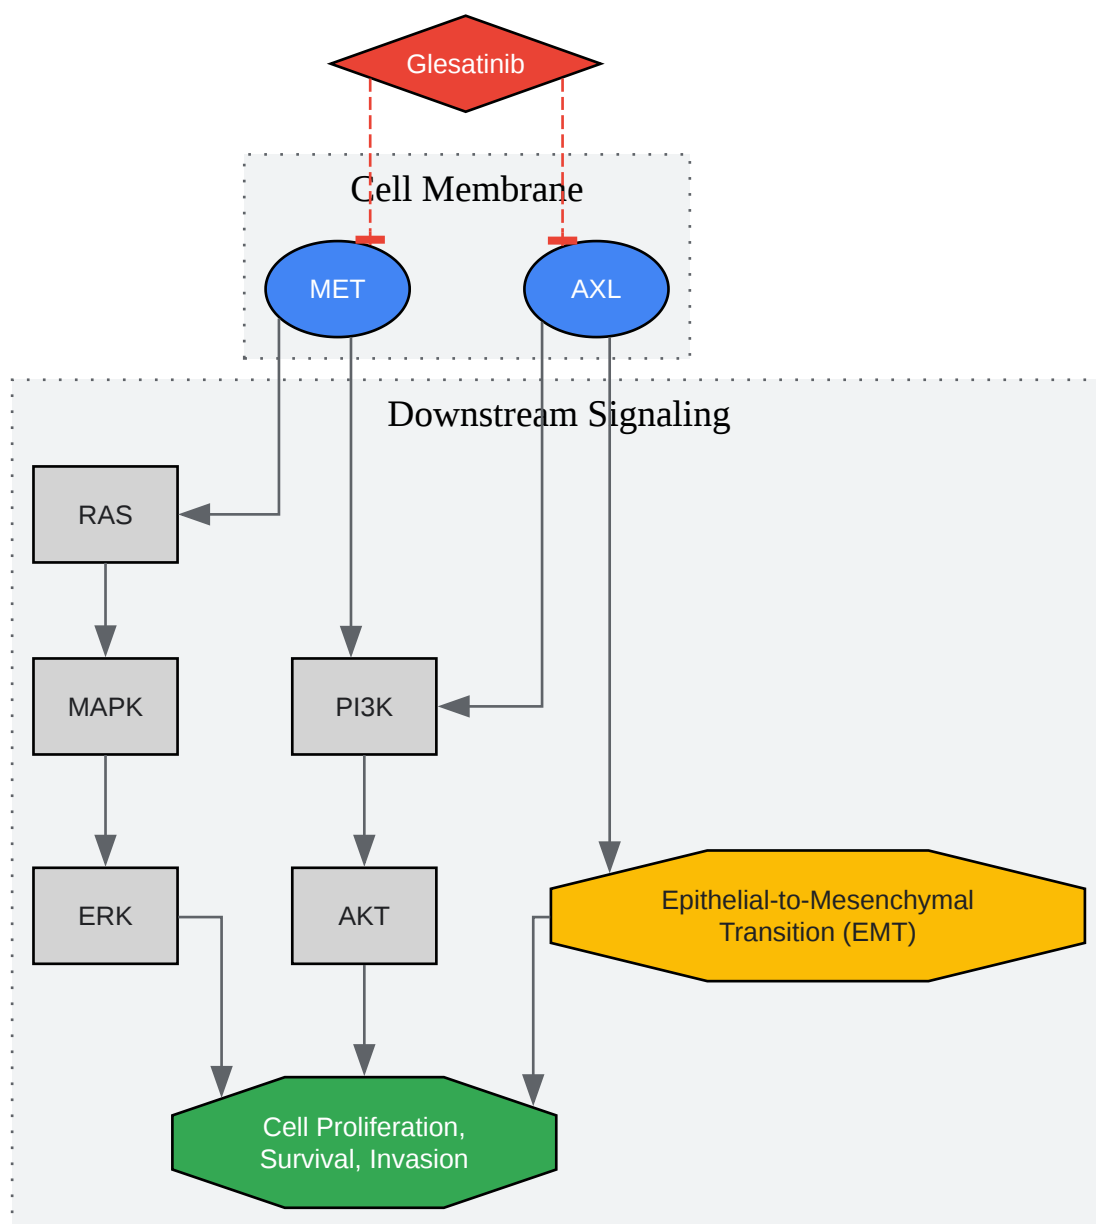 Glesatinib
Cell Membrane
MET
AXL
Downstream Signaling
RAS
MAPK
PI3K
ERK
AKT
Epithelial-to-Mesenchymal
Transition (EMT)
Cell Proliferation,
Survival, Invasion